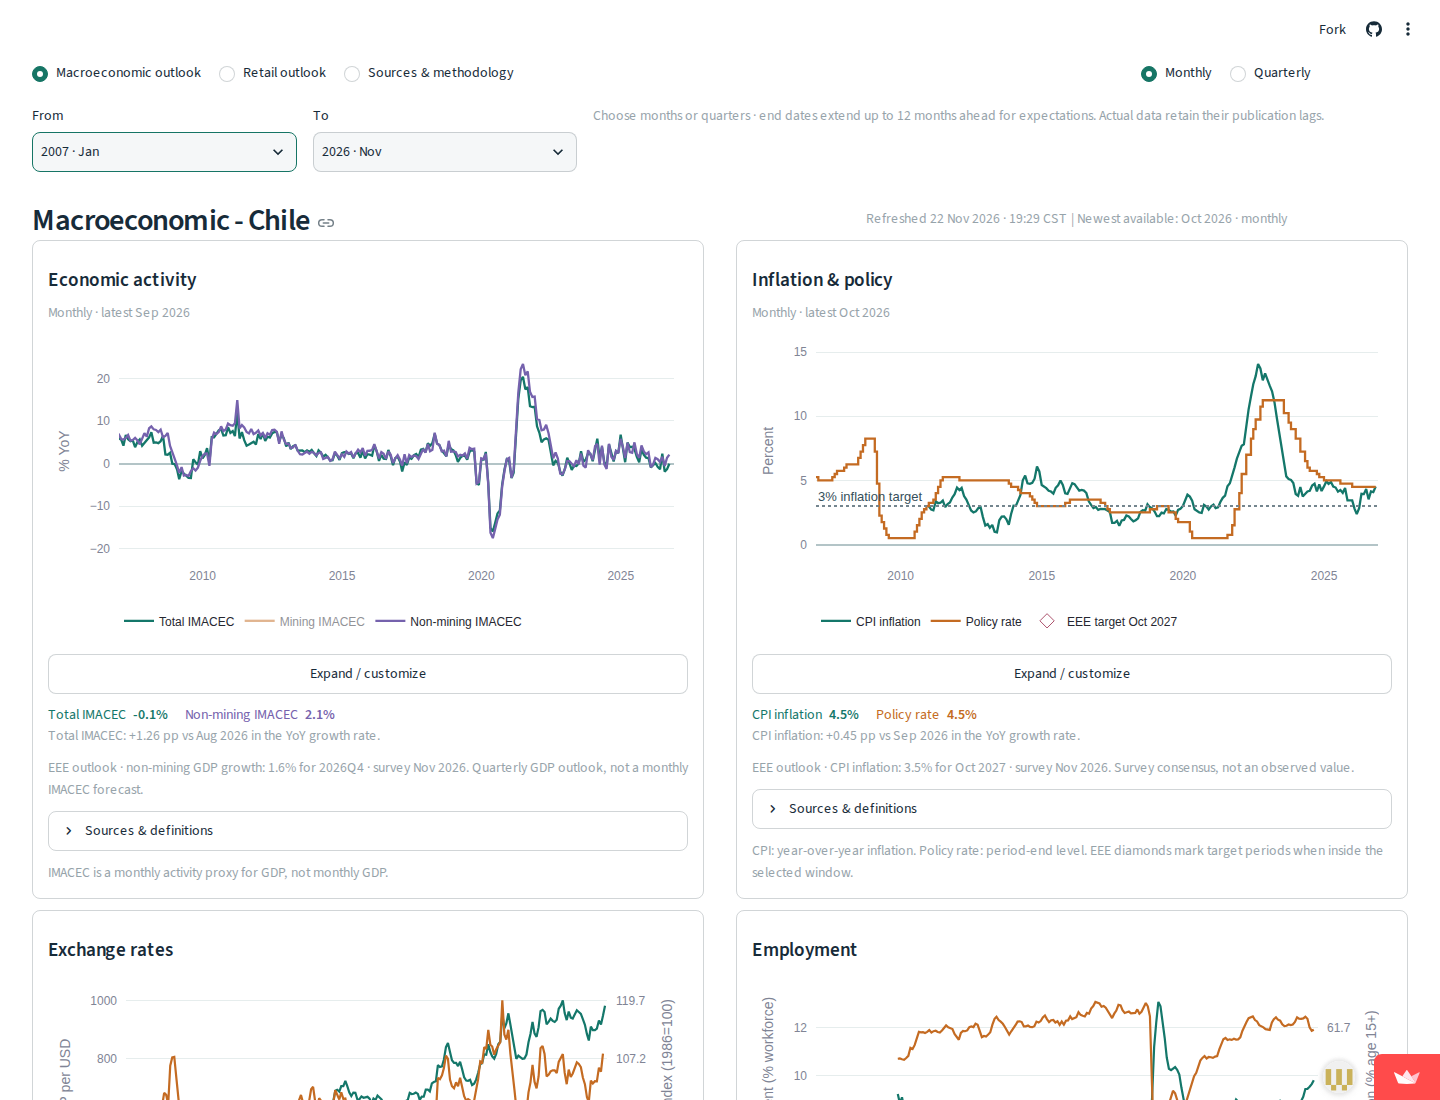 Fork
Macroeconomic outlook Retail outlook Sources & methodology Monthly Quarterly
From To Choose months or quarters · end dates extend up to 12 months ahead for expectations. Actual data retain their publication lags.
2007 · Jan 2026 · Nov
Macroeconomic - Chile Refreshed 22 Nov 2026 · 19:29 CST | Newest available: Oct 2026 · monthly
Economic activity
Monthly · latest Sep 2026
% YoY
20
10
0
−10
−20
2010 2015 2020 2025
Total IMACEC Mining IMACEC Non-mining IMACEC
Expand / customize
Total IMACEC -0.1% Non-mining IMACEC 2.1%
Total IMACEC: +1.26 pp vs Aug 2026 in the YoY growth rate.
EEE outlook · non-mining GDP growth: 1.6% for 2026Q4 · survey Nov 2026. Quarterly GDP outlook, not a monthly
IMACEC forecast.
Sources & definitions
IMACEC is a monthly activity proxy for GDP, not monthly GDP.
Inflation & policy
Monthly · latest Oct 2026
Percent
15
10
5
0
3% inflation target
2010 2015 2020 2025
CPI inflation Policy rate EEE target Oct 2027
Expand / customize
CPI inflation 4.5% Policy rate 4.5%
CPI inflation: +0.45 pp vs Sep 2026 in the YoY growth rate.
EEE outlook · CPI inflation: 3.5% for Oct 2027 · survey Nov 2026. Survey consensus, not an observed value.
Sources & definitions
CPI: year-over-year inflation. Policy rate: period-end level. EEE diamonds mark target periods when inside the
selected window.
Exchange rates
1000 119.7
800 107.2
per USD
(1986=100)
Employment
12 61.7
10
(% workforce)
(% age 15+)